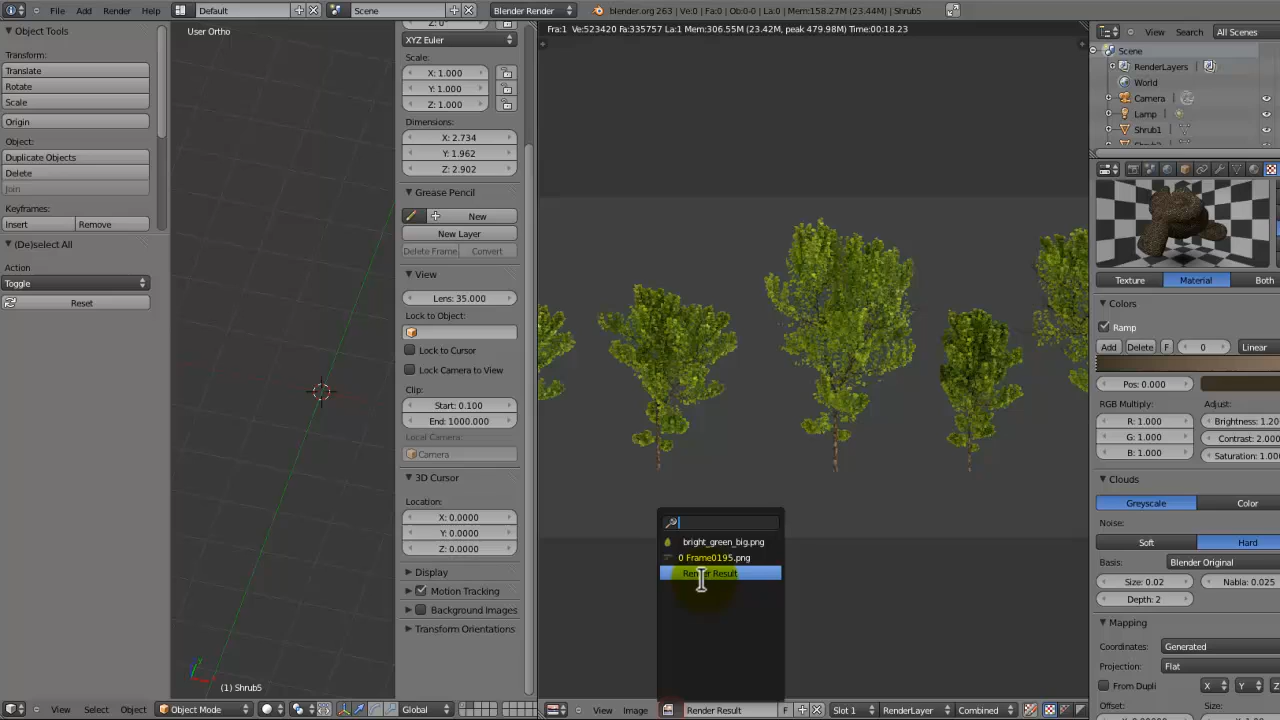 File Add Render Help Default Scene Blender Render blender.org 263 | Ve:0 | Fa:0 | Ob:0-0 | La:0 | Mem:158.27M (23.44M) | Shrub5
Object Tools
Transform:
Translate
Rotate
Scale
Origin
Object:
Duplicate Objects
Delete
Join
Keyframes:
Insert Remove
(De)select All
Action
Toggle
Reset
User Ortho
(1) Shrub5
XYZ Euler
Scale:
X: 1.000
Y: 1.000
Z: 1.000
Dimensions:
X: 2.734
Y: 1.962
Z: 2.902
Grease Pencil
New
New Layer
Delete Frame Convert
View
Lens: 35.000
Lock to Object:
Lock to Cursor
Lock Camera to View
Clip:
Start: 0.100
End: 1000.000
Local Camera:
Camera
3D Cursor
Location:
X: 0.0000
Y: 0.0000
Z: 0.0000
Display
Motion Tracking
Background Images
Transform Orientations
Fra:1 Ve:523420 Fa:335757 La:1 Mem:306.55M (23.42M, peak 479.98M) Time:00:18.23
bright_green_big.png
0 Frame0195.png
Render Result
View Search All Scenes
Scene
RenderLayers
World
Camera
Lamp
Shrub1
Texture Material Both
Colors
Ramp
Add Delete F 0 Linear
Pos: 0.000
RGB Multiply: Adjust:
R: 1.000 Brightness: 1.20
G: 1.000 Contrast: 2.000
B: 1.000 Saturation: 1.00
Clouds
Greyscale Color
Noise:
Soft Hard
Basis: Blender Original
Size: 0.02 Nabla: 0.025
Depth: 2
Mapping
Coordinates: Generated
Projection: Flat
From Dupli X Y Z
Offset: Size:
View Select Object Object Mode Global
View Image Render Result F Slot 1 RenderLayer Combined